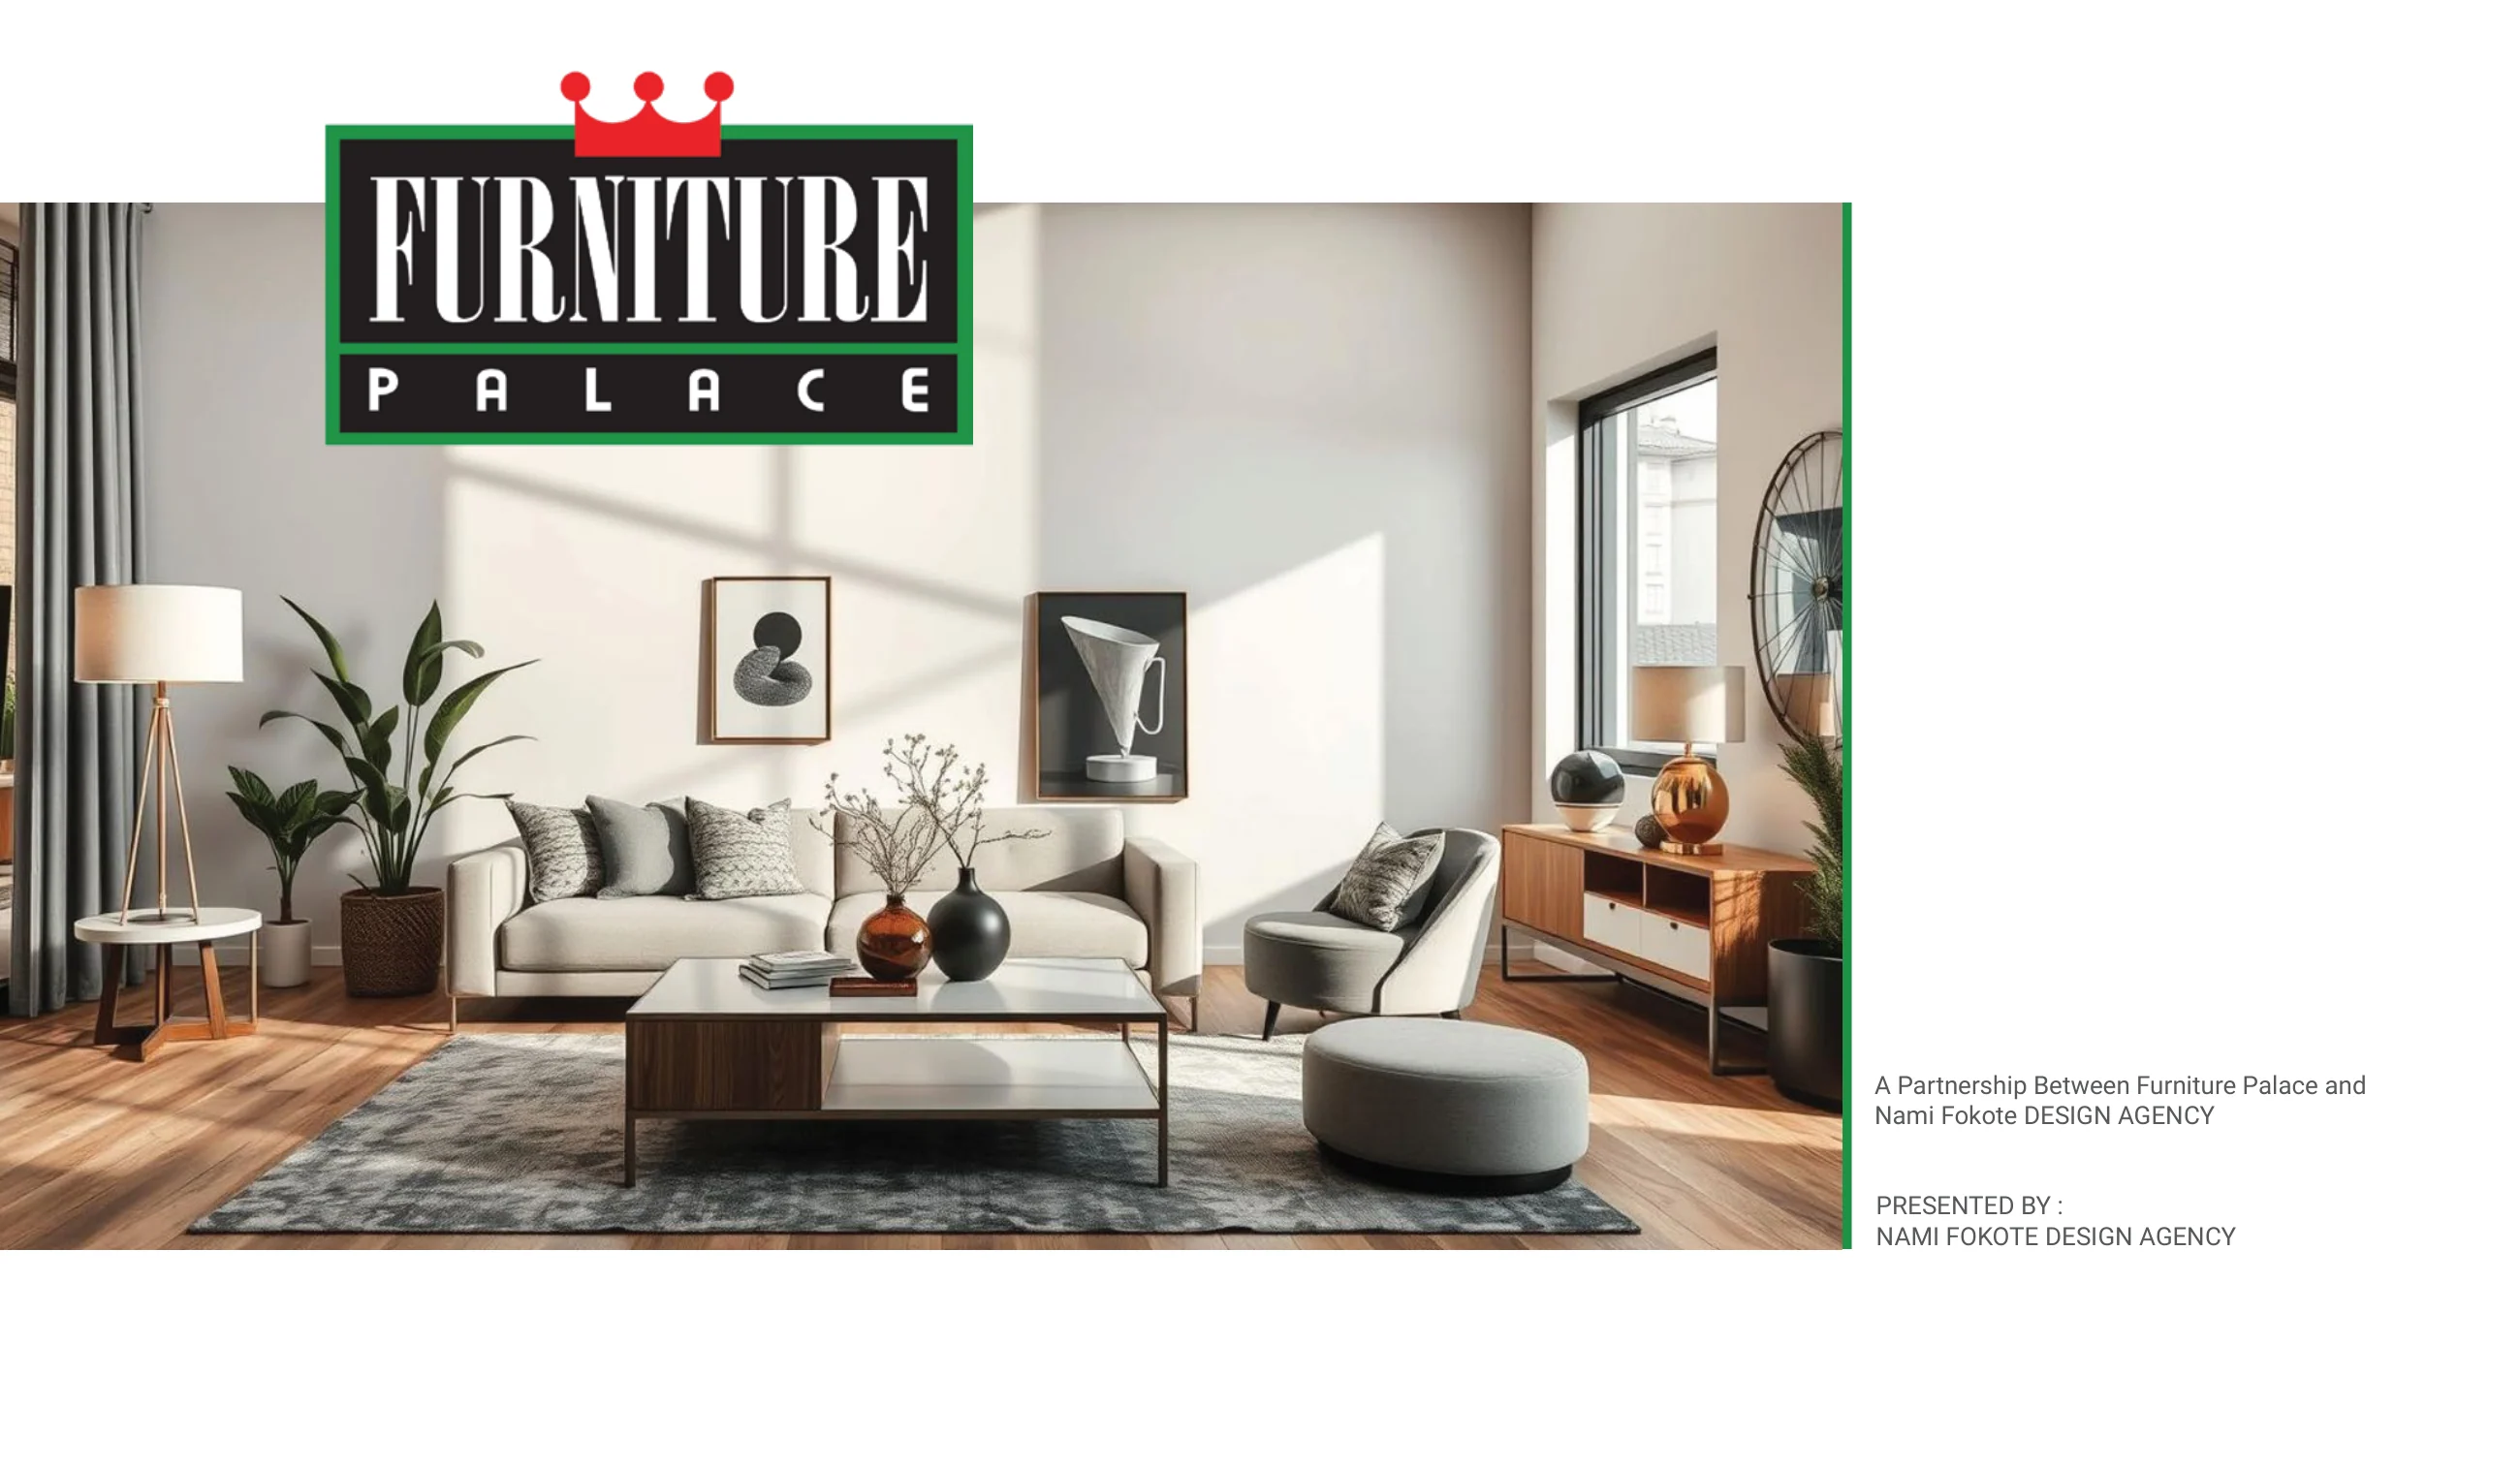 FURNITURE
PALACE
A Partnership Between Furniture Palace and
Nami Fokote DESIGN AGENCY
PRESENTED BY :
NAMI FOKOTE DESIGN AGENCY